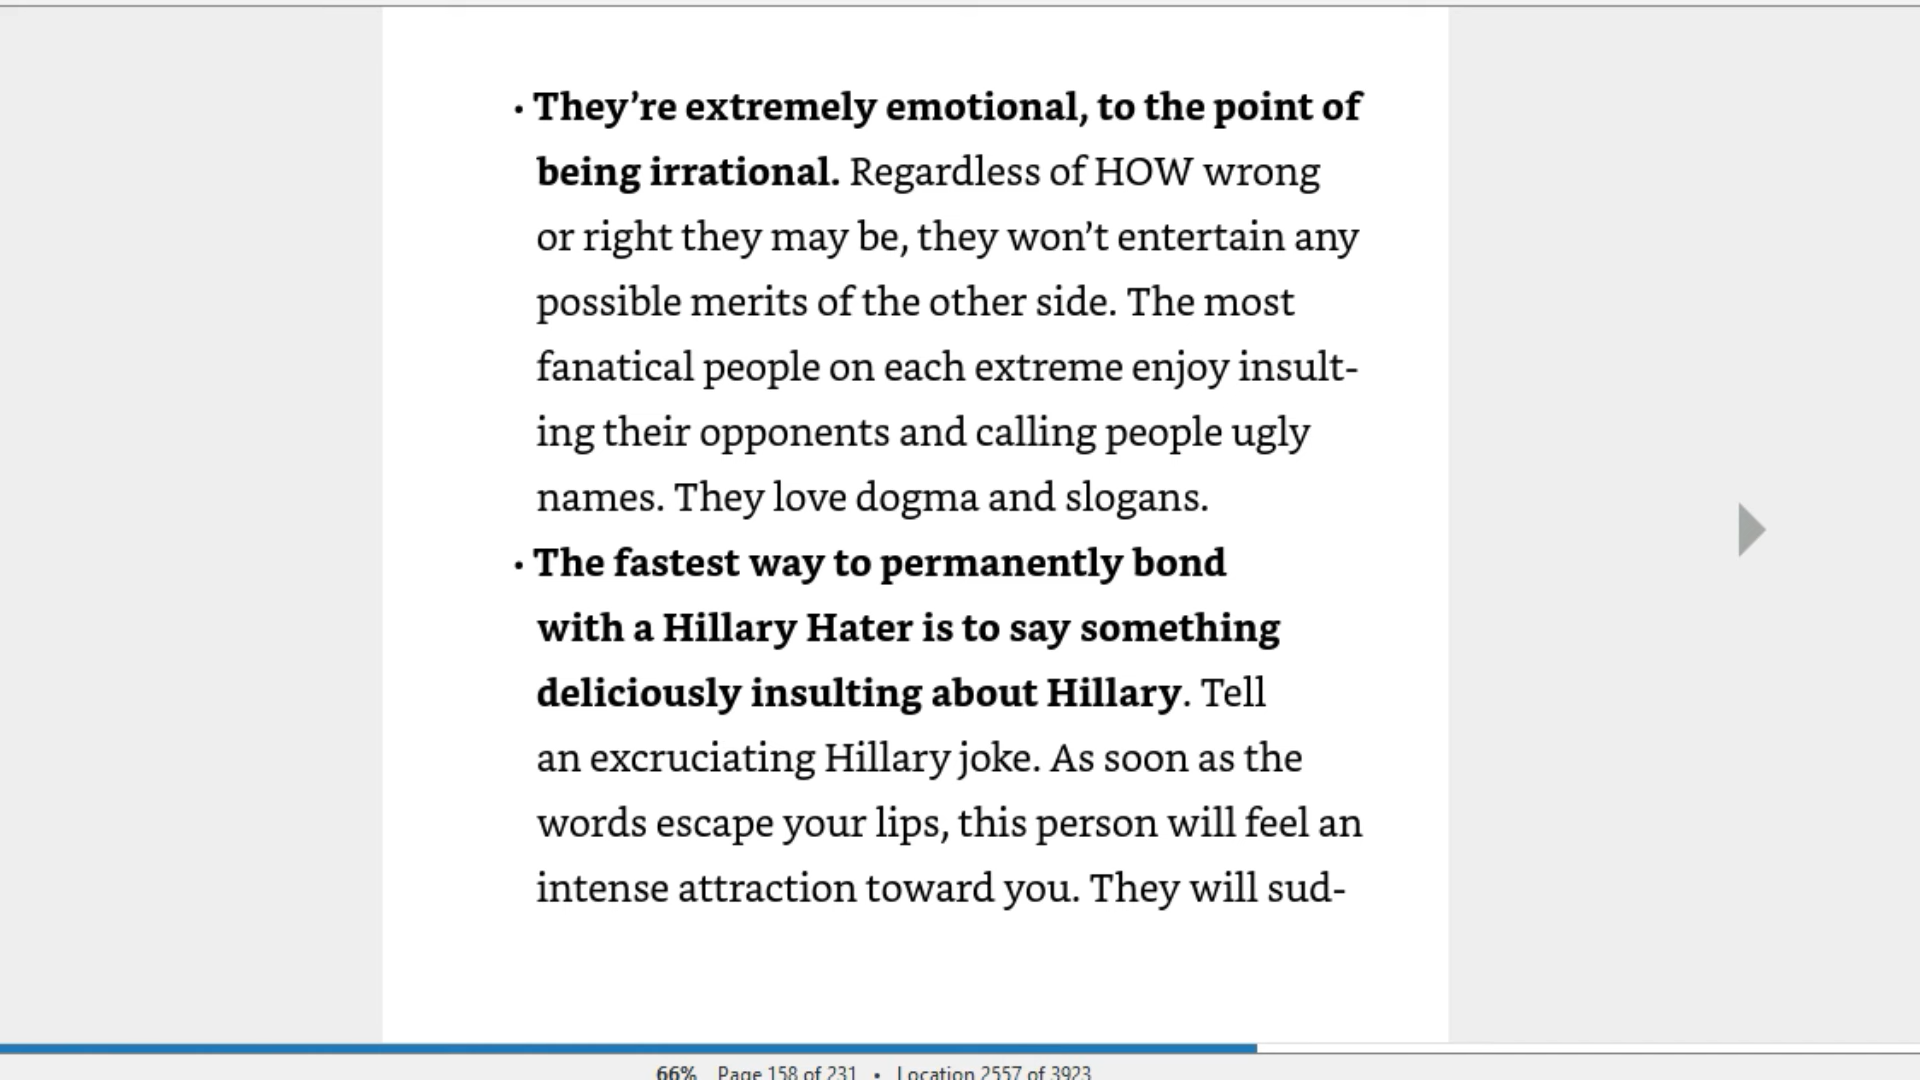 • They’re extremely emotional, to the point of
being irrational. Regardless of HOW wrong
or right they may be, they won’t entertain any
possible merits of the other side. The most
fanatical people on each extreme enjoy insult-
ing their opponents and calling people ugly
names. They love dogma and slogans.
• The fastest way to permanently bond
with a Hillary Hater is to say something
deliciously insulting about Hillary. Tell
an excruciating Hillary joke. As soon as the
words escape your lips, this person will feel an
intense attraction toward you. They will sud-
66% Page 158 of 231 • Location 2557 of 3923